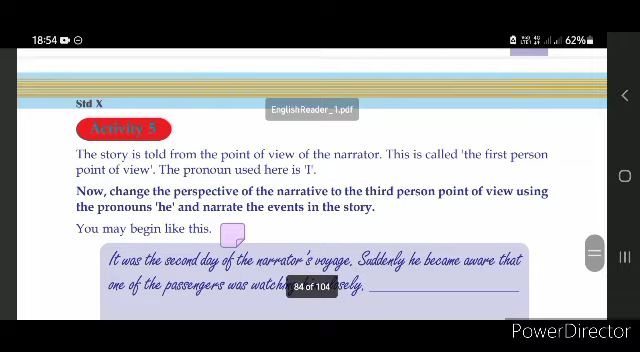 18:54
62%
Std X
EnglishReader_1.pdf
Activity 5
The story is told from the point of view of the narrator. This is called 'the first person
point of view'. The pronoun used here is 'I'.
Now, change the perspective of the narrative to the third person point of view using
the pronouns 'he' and narrate the events in the story.
You may begin like this.
It was the second day of the narrator's voyage. Suddenly he became aware that
one of the passengers was watching closely.
84 of 104
PowerDirector